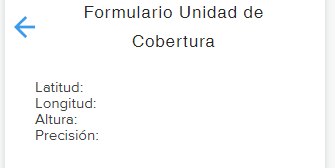 Formulario Unidad de
Cobertura
Latitud:
Longitud:
Altura:
Precisión: